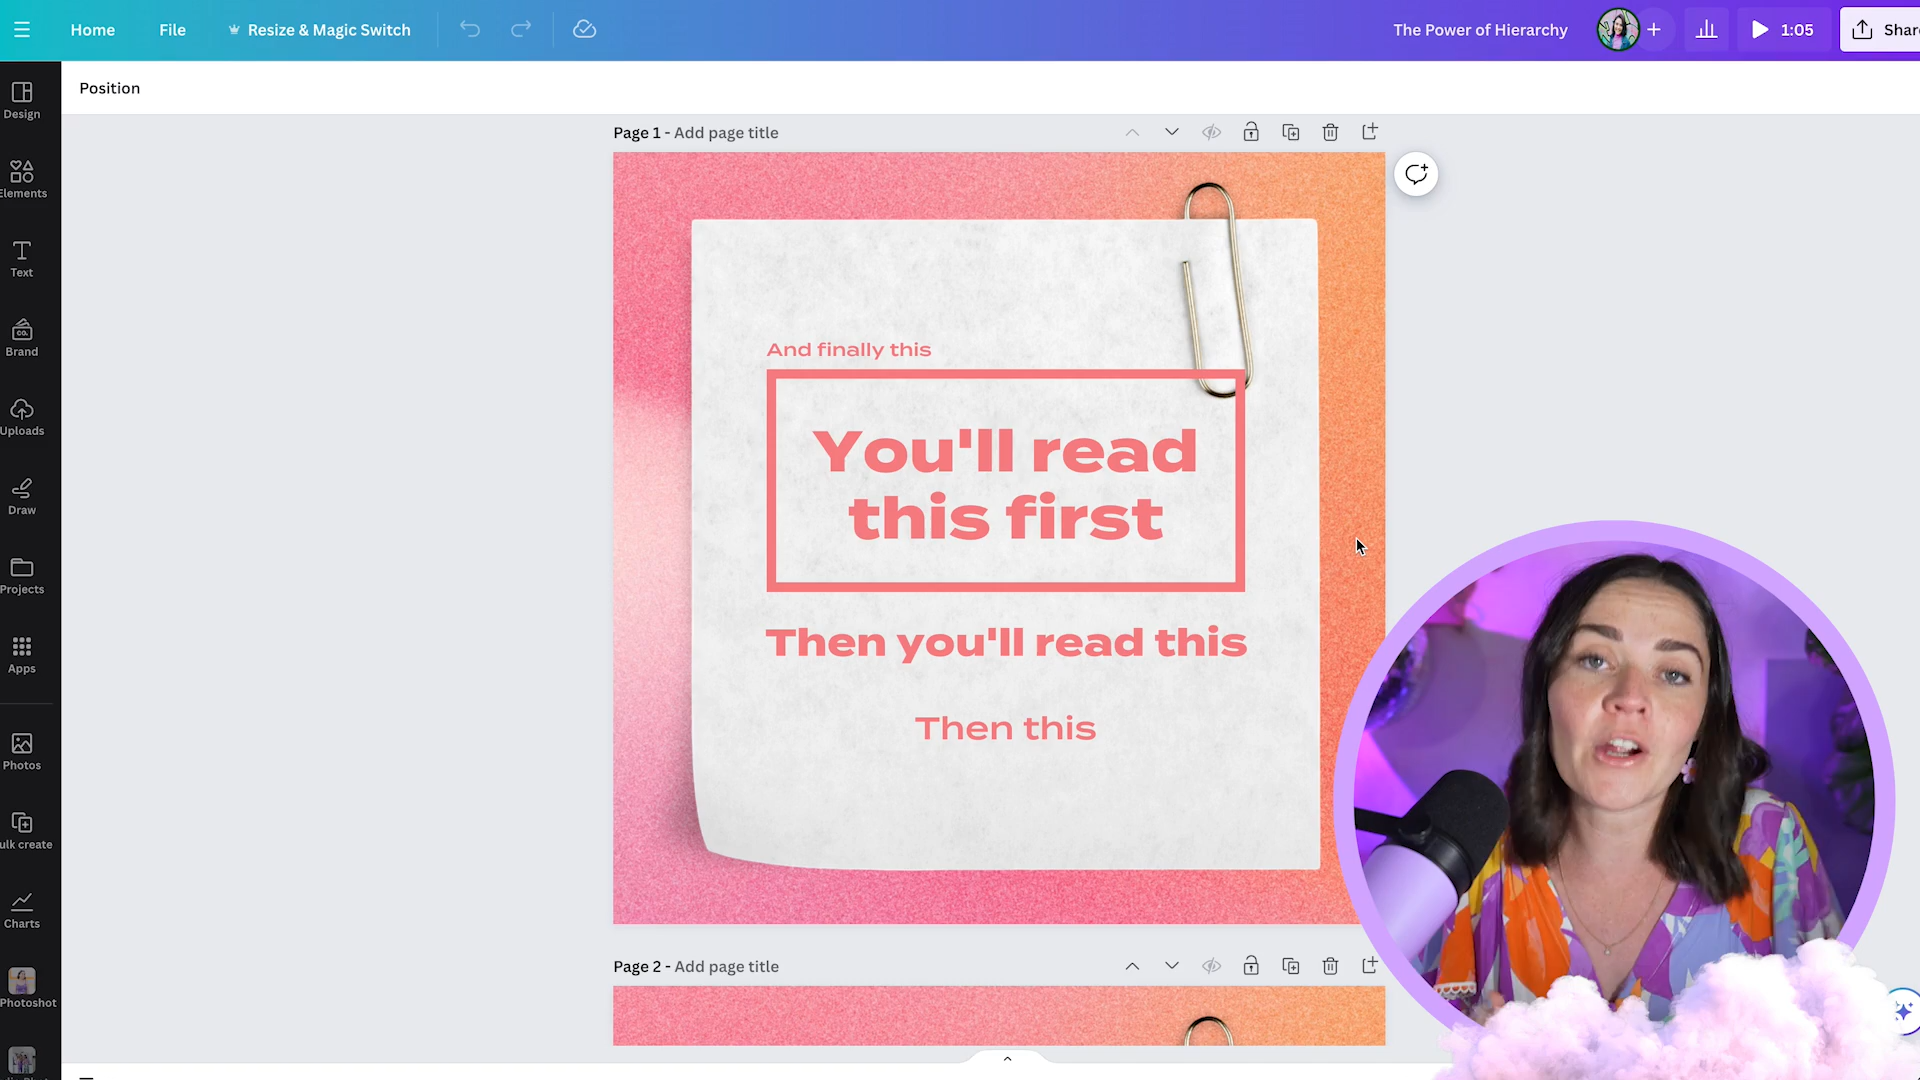 Home
File
Resize & Magic Switch
The Power of Hierarchy
1:05
Shar
Position
Design
Elements
Text
Brand
CO.
Uploads
Draw
Projects
Apps
Photos
ulk create
Charts
Photoshot
Page 1 - Add page title
And finally this
You'll read
this first
Then you'll read this
Then this
Page 2 - Add page title